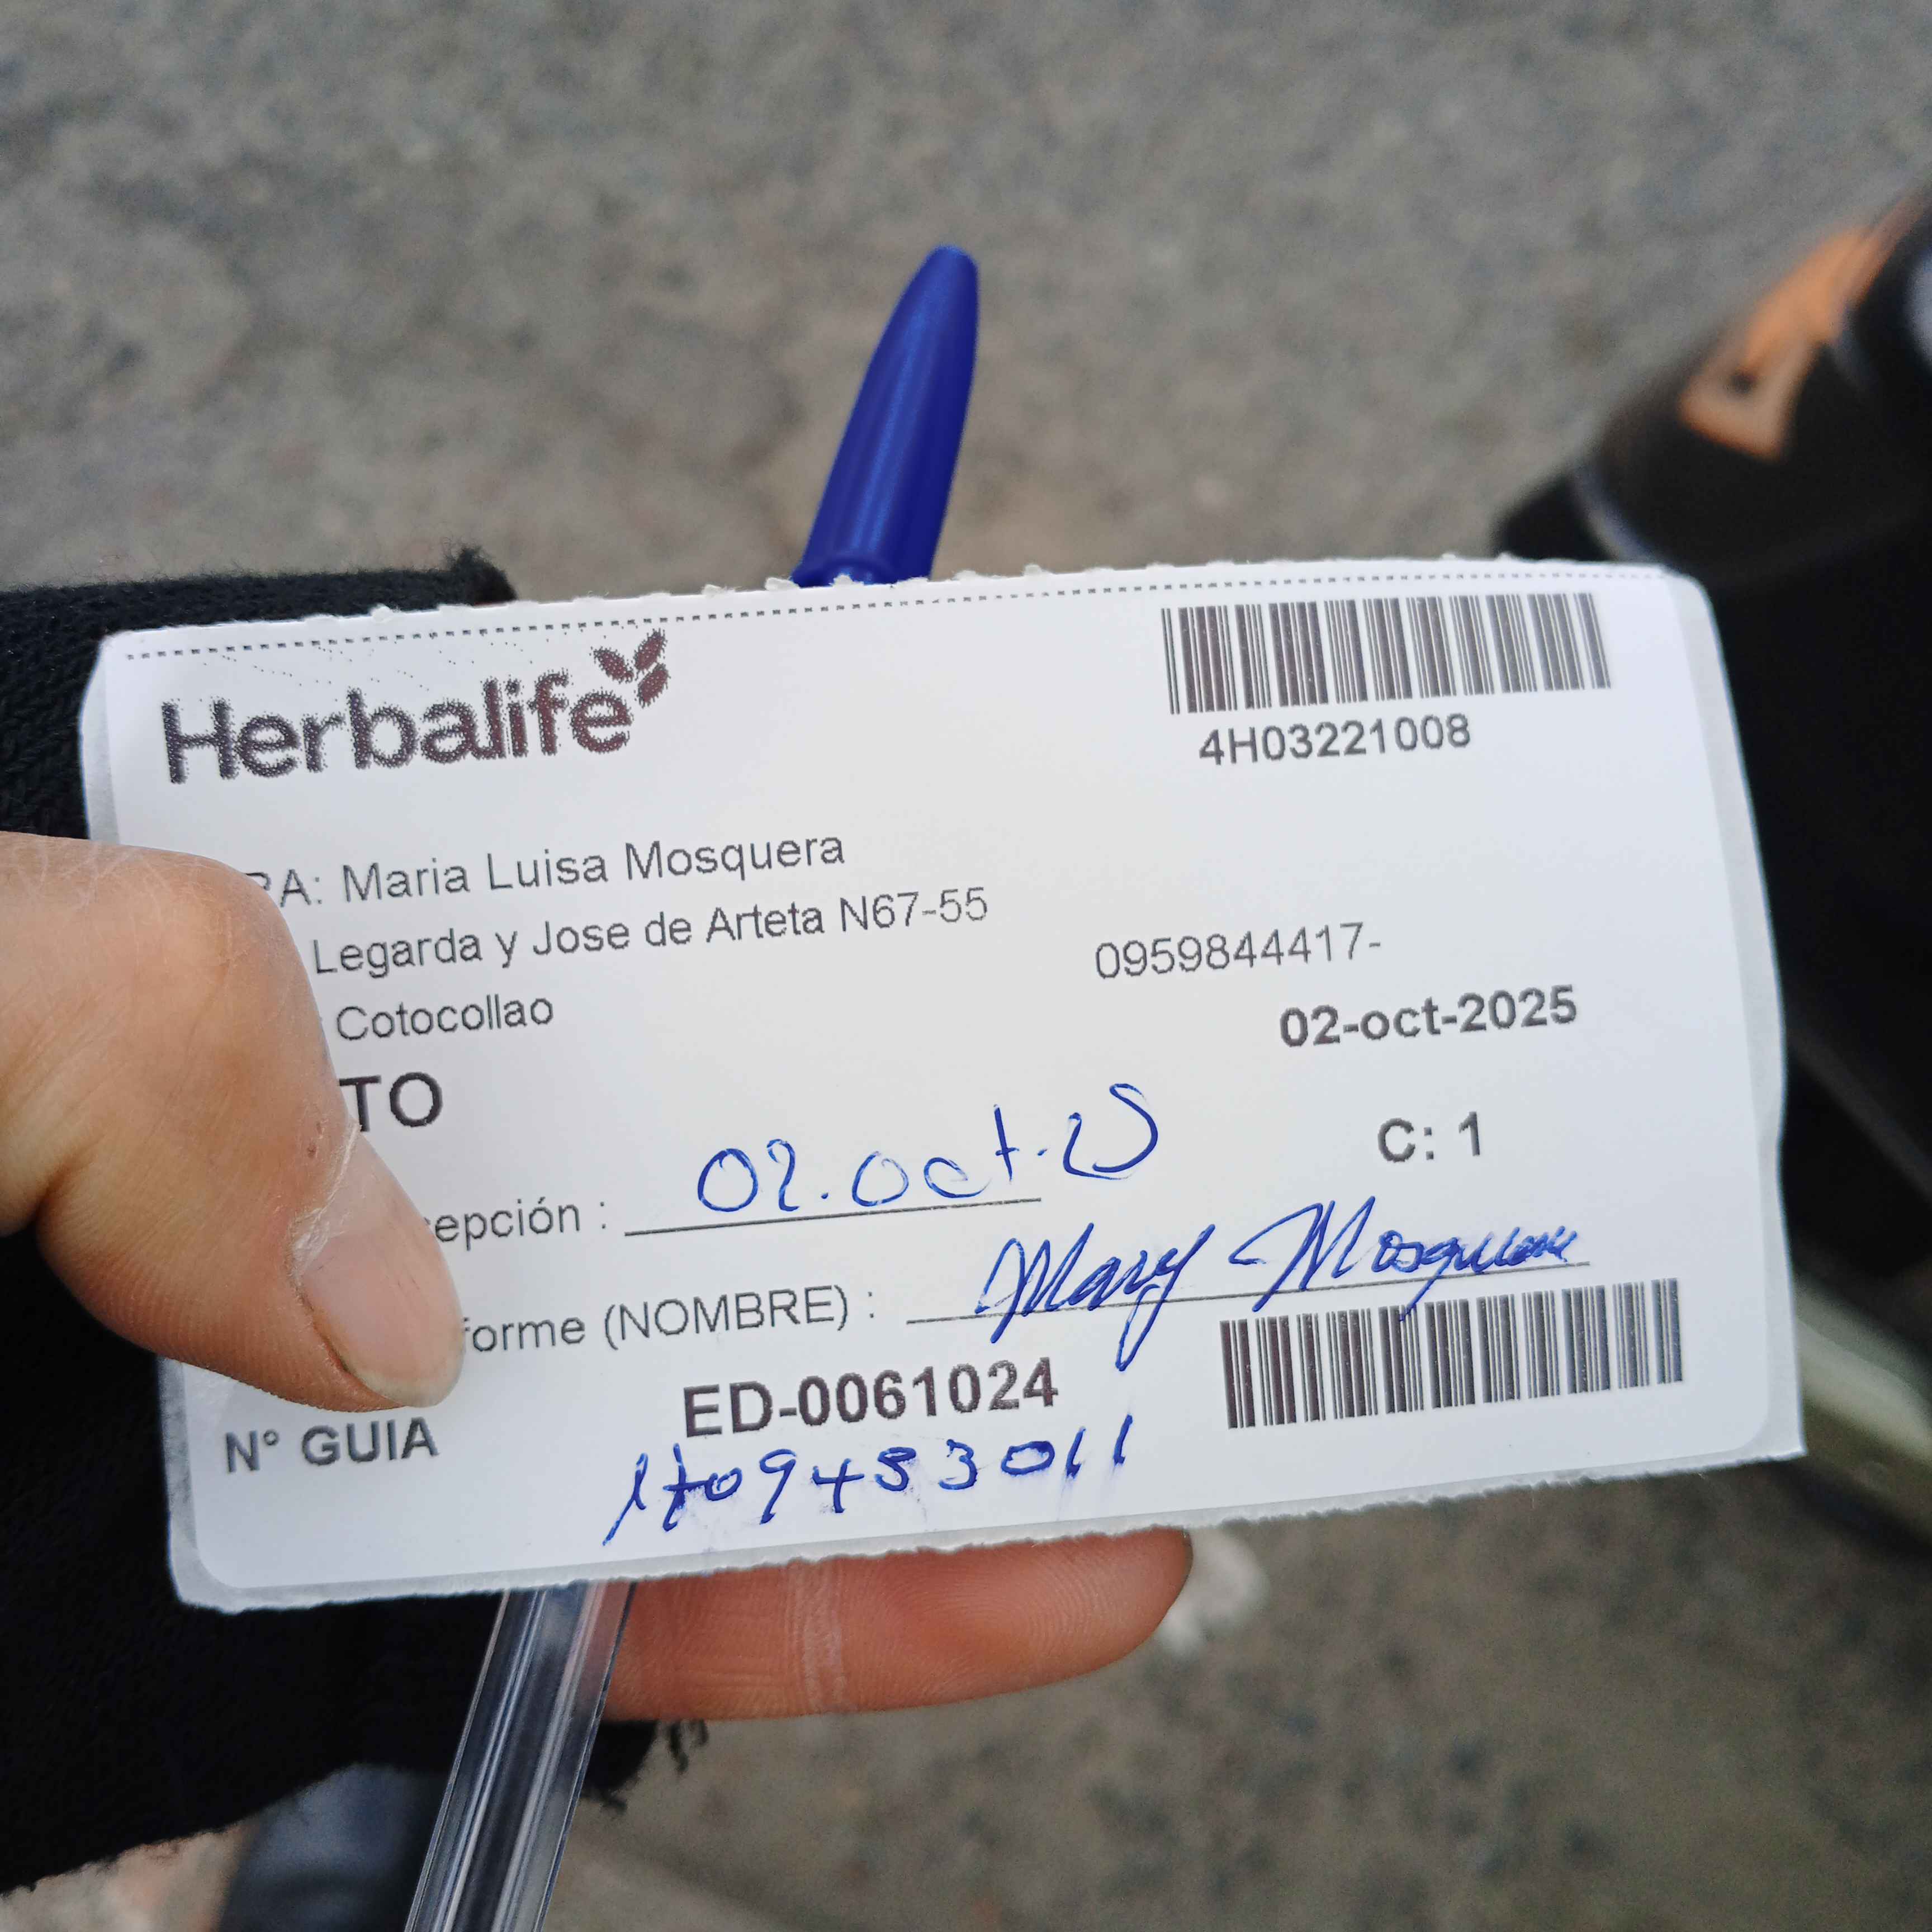 Herbalife
4H03221008
RA: Maria Luisa Mosquera
Legarda y Jose de Arteta N67-55
0959844417-
Cotocollao
02-oct-2025
TO
C: 1
epción : 02.oct.25
forme (NOMBRE) : Mary Mosquera
N° GUIA ED-0061024